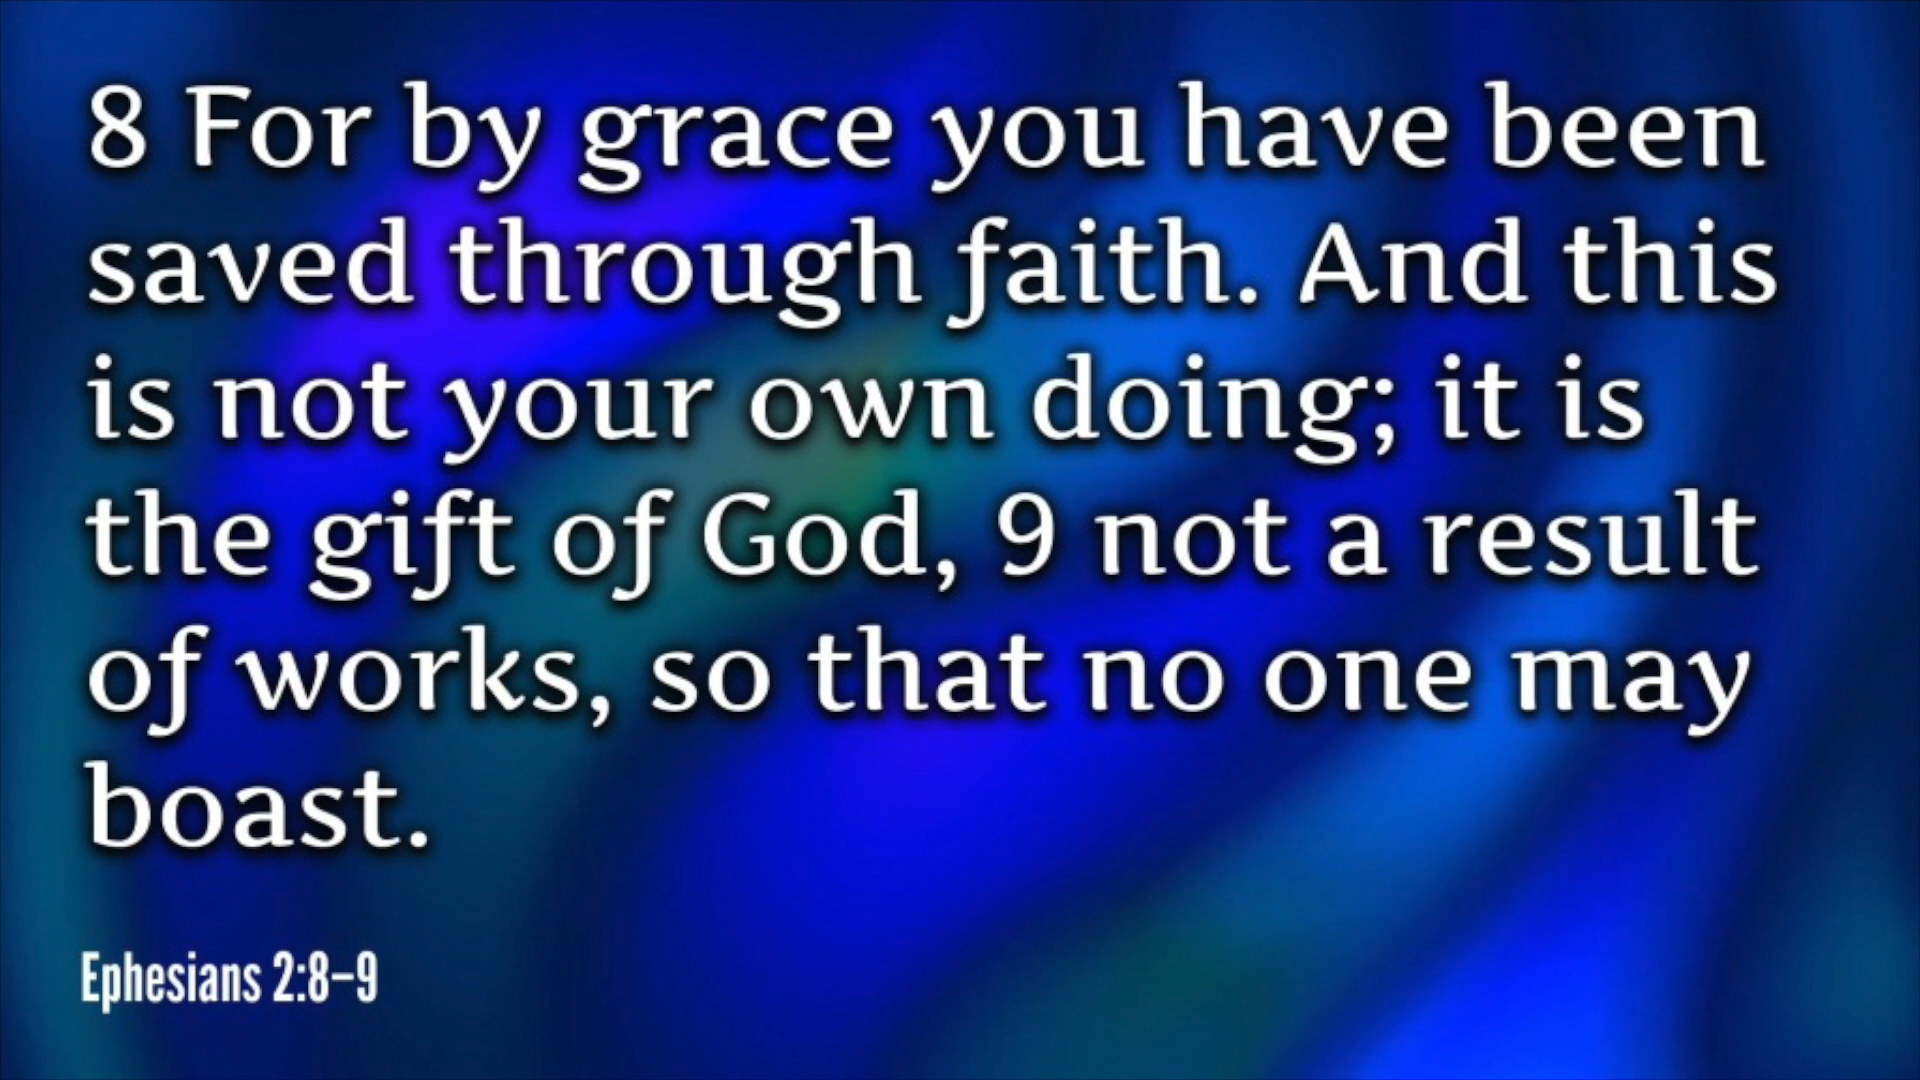 8 For by grace you have been
saved through faith. And this
is not your own doing; it is
the gift of God, 9 not a result
of works, so that no one may
boast.
Ephesians 2:8–9